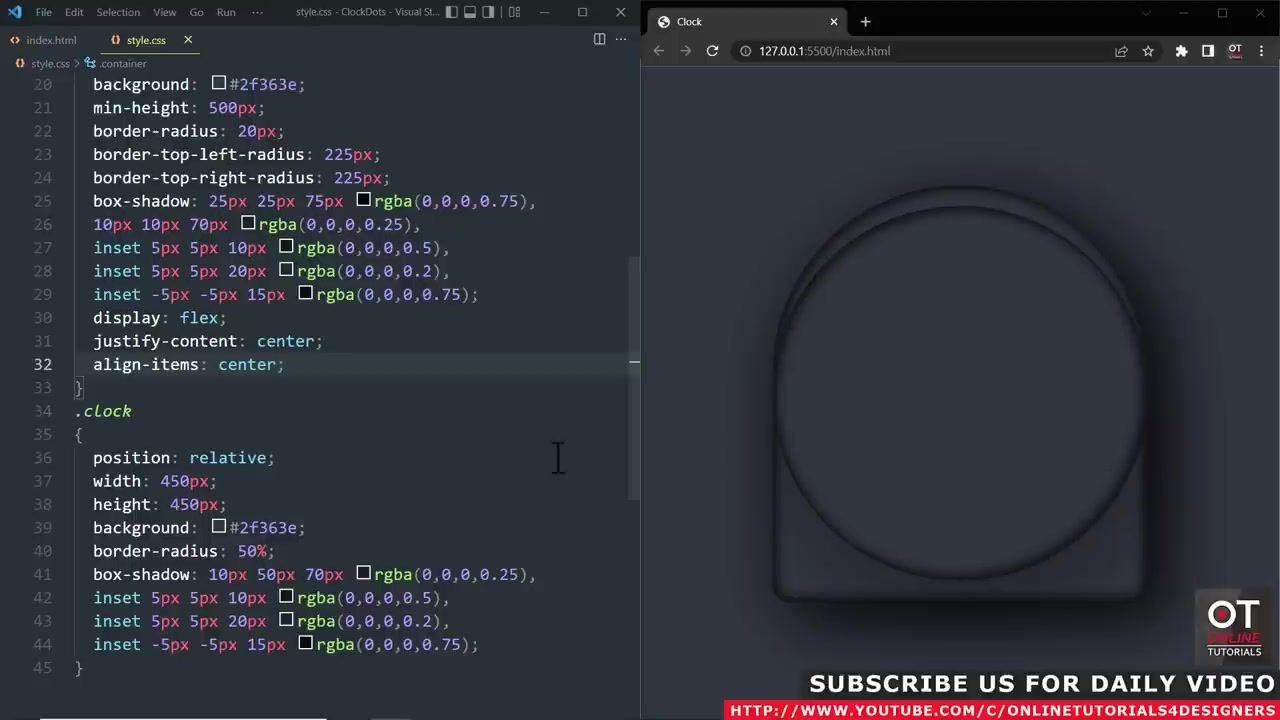 File Edit Selection View Go Run ··· style.css - ClockDots - Visual St...
index.html style.css
style.css > .container
20 background: #2f363e;
21 min-height: 500px;
22 border-radius: 20px;
23 border-top-left-radius: 225px;
24 border-top-right-radius: 225px;
25 box-shadow: 25px 25px 75px rgba(0,0,0,0.75),
26 10px 10px 70px rgba(0,0,0,0.25),
27 inset 5px 5px 10px rgba(0,0,0,0.5),
28 inset 5px 5px 20px rgba(0,0,0,0.2),
29 inset -5px -5px 15px rgba(0,0,0,0.75);
30 display: flex;
31 justify-content: center;
32 align-items: center;
33 }
34 .clock
35 {
36 position: relative;
37 width: 450px;
38 height: 450px;
39 background: #2f363e;
40 border-radius: 50%;
41 box-shadow: 10px 50px 70px rgba(0,0,0,0.25),
42 inset 5px 5px 10px rgba(0,0,0,0.5),
43 inset 5px 5px 20px rgba(0,0,0,0.2),
44 inset -5px -5px 15px rgba(0,0,0,0.75);
45 }
Clock
127.0.0.1:5500/index.html
OT
OT
ONLINE
TUTORIALS
SUBSCRIBE US FOR DAILY VIDEO
HTTP://WWW.YOUTUBE.COM/C/ONLINETUTORIALS4DESIGNERS